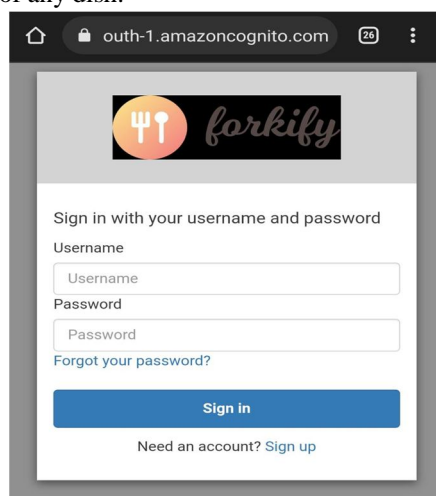 of any dish.
outh-1.amazoncognito.com 26
forkify
Sign in with your username and password
Username
Username
Password
Password
Forgot your password?
Sign in
Need an account? Sign up